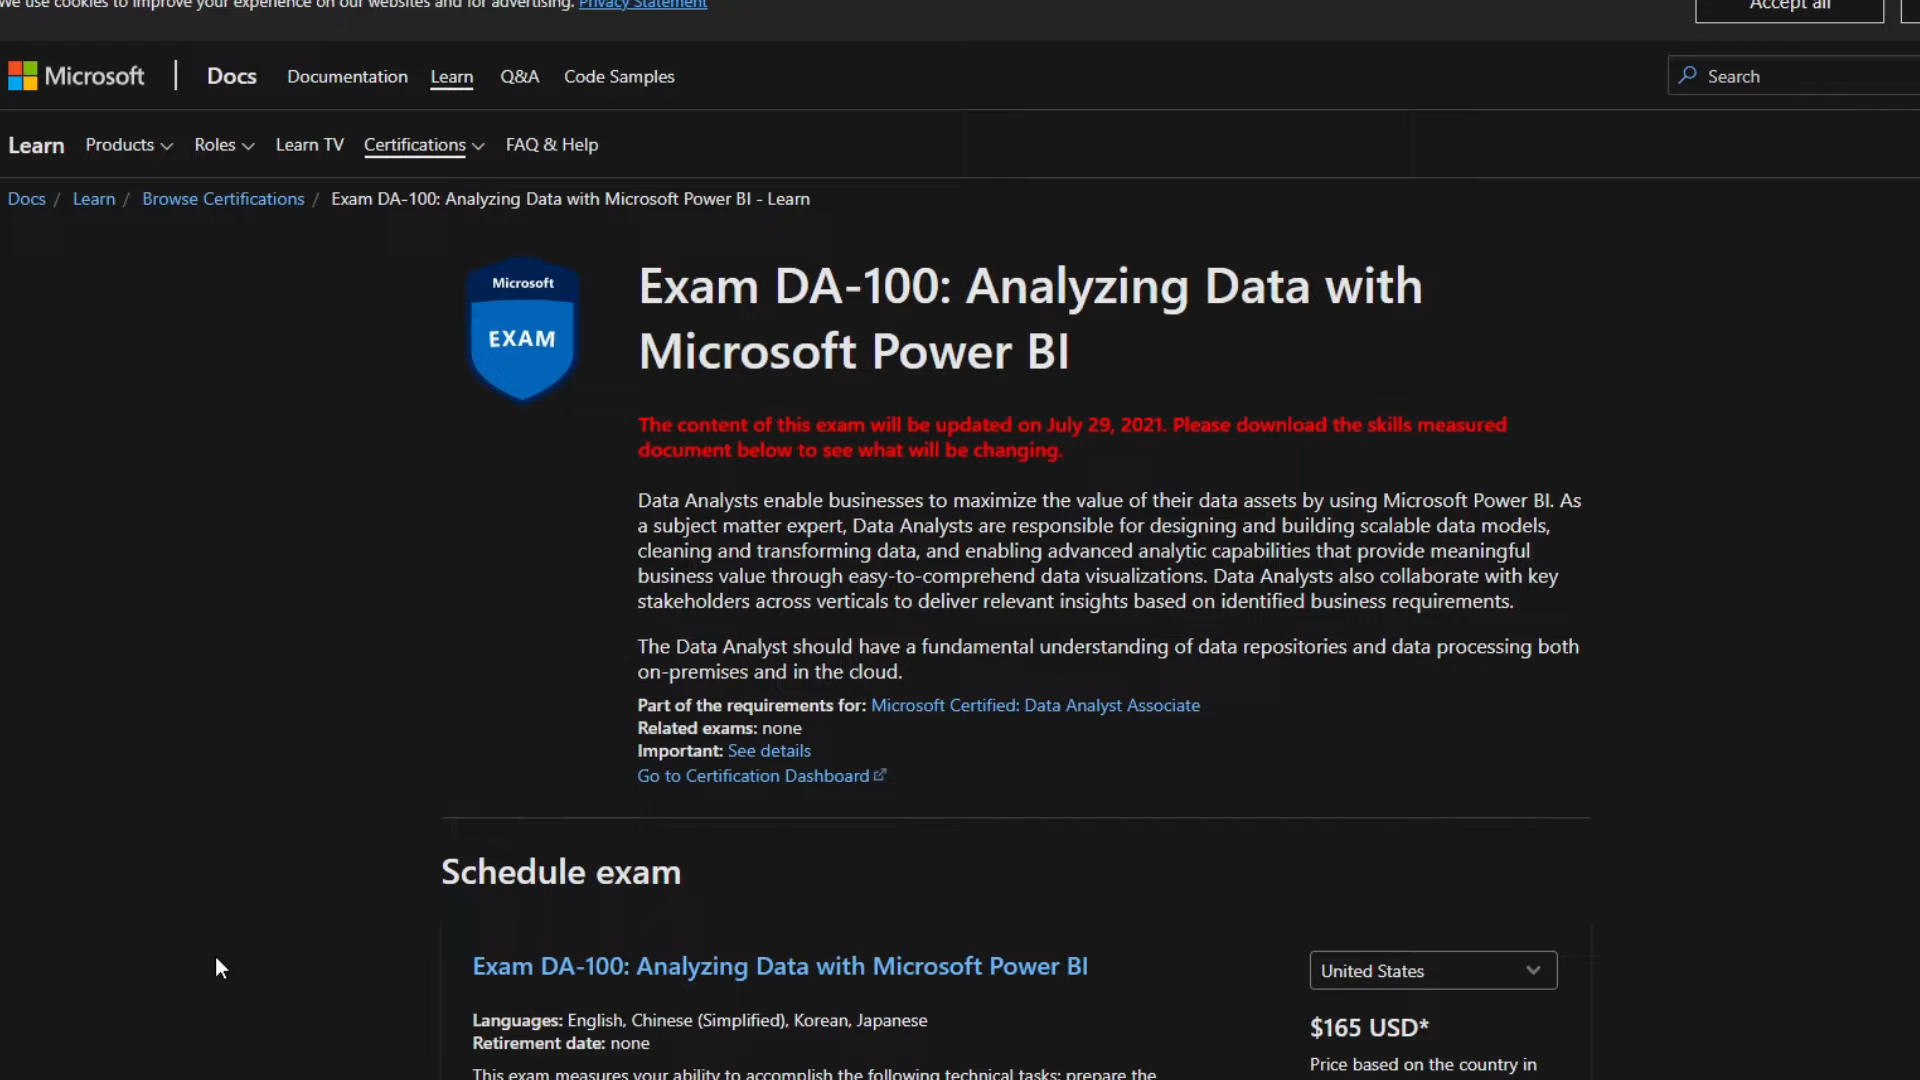 We use cookies to improve your experience on our websites and for advertising. Privacy Statement
Accept all
Microsoft
Docs
Documentation
Learn
Q&A
Code Samples
Search
Learn
Products
Roles
Learn TV
Certifications
FAQ & Help
Docs / Learn / Browse Certifications / Exam DA-100: Analyzing Data with Microsoft Power BI - Learn
Microsoft
EXAM
Exam DA-100: Analyzing Data with
Microsoft Power BI
The content of this exam will be updated on July 29, 2021. Please download the skills measured
document below to see what will be changing.
Data Analysts enable businesses to maximize the value of their data assets by using Microsoft Power BI. As
a subject matter expert, Data Analysts are responsible for designing and building scalable data models,
cleaning and transforming data, and enabling advanced analytic capabilities that provide meaningful
business value through easy-to-comprehend data visualizations. Data Analysts also collaborate with key
stakeholders across verticals to deliver relevant insights based on identified business requirements.
The Data Analyst should have a fundamental understanding of data repositories and data processing both
on-premises and in the cloud.
Part of the requirements for: Microsoft Certified: Data Analyst Associate
Related exams: none
Important: See details
Go to Certification Dashboard
Schedule exam
Exam DA-100: Analyzing Data with Microsoft Power BI
United States
Languages: English, Chinese (Simplified), Korean, Japanese
Retirement date: none
$165 USD*
Price based on the country in
This exam measures your ability to accomplish the following technical tasks: prepare the